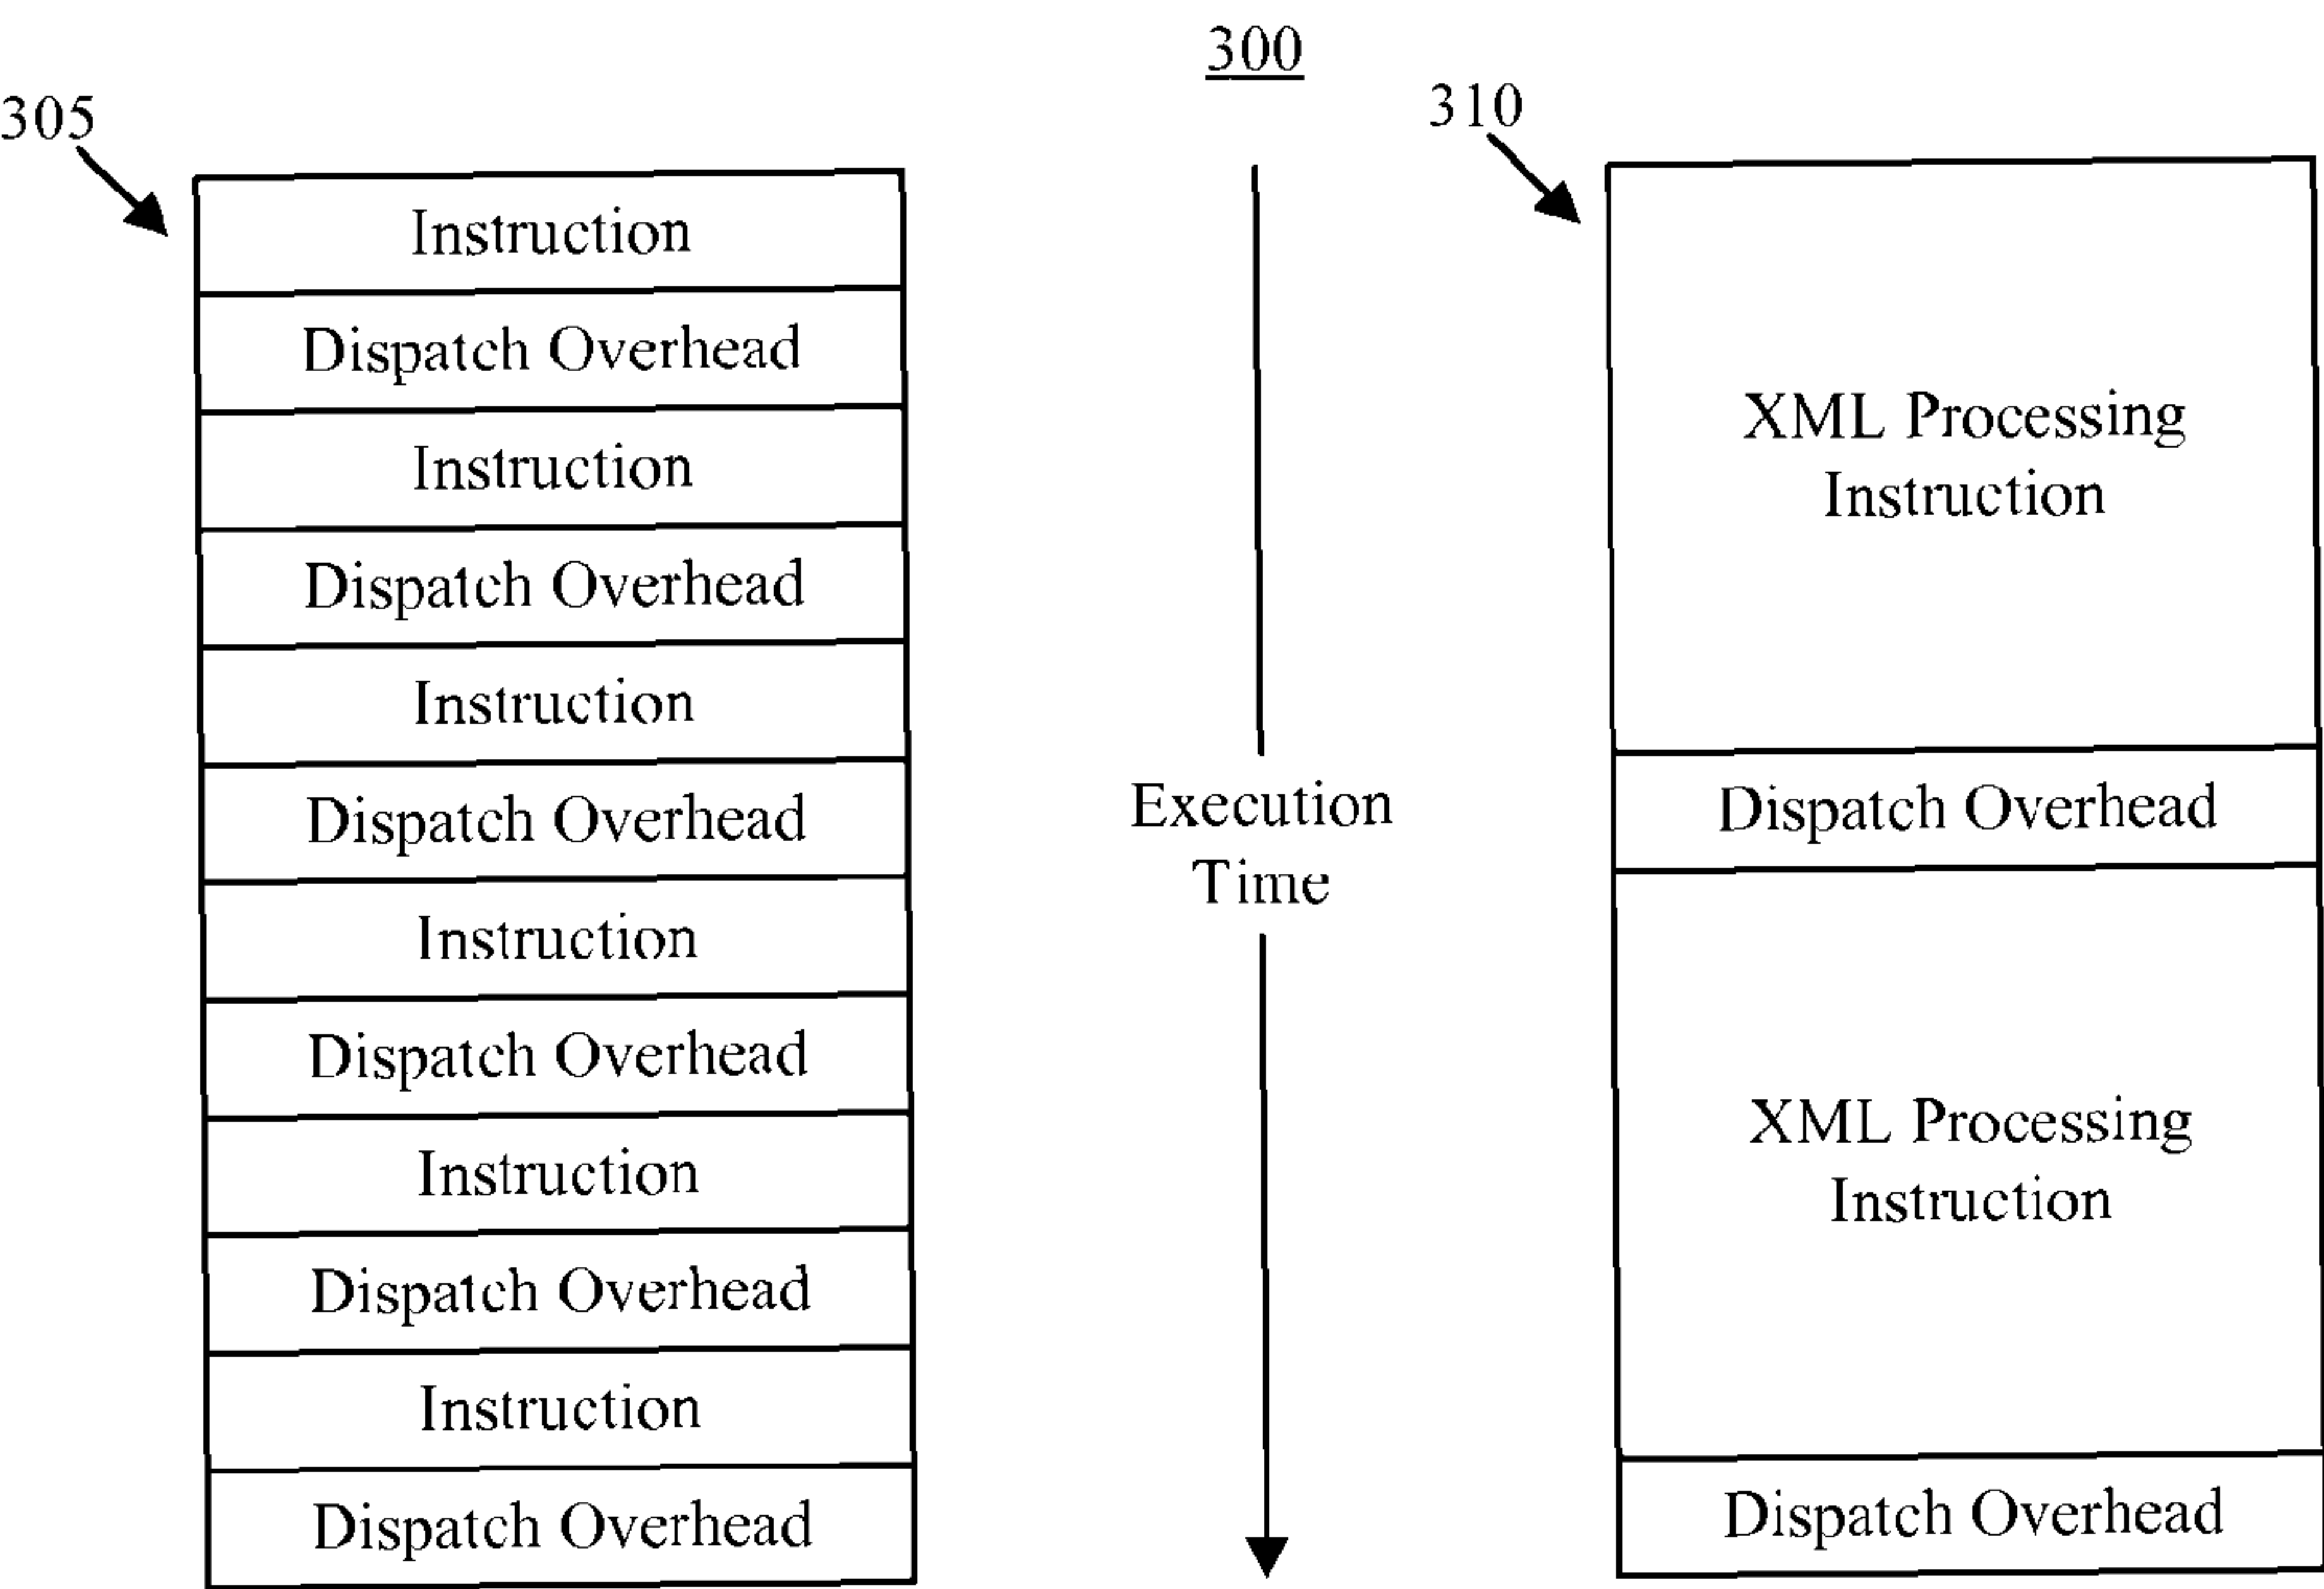 300
305
310
Instruction
Dispatch Overhead
Instruction
Dispatch Overhead
Instruction
Dispatch Overhead
Instruction
Dispatch Overhead
Instruction
Dispatch Overhead
Instruction
Dispatch Overhead
Execution
Time
XML Processing
Instruction
Dispatch Overhead
XML Processing
Instruction
Dispatch Overhead